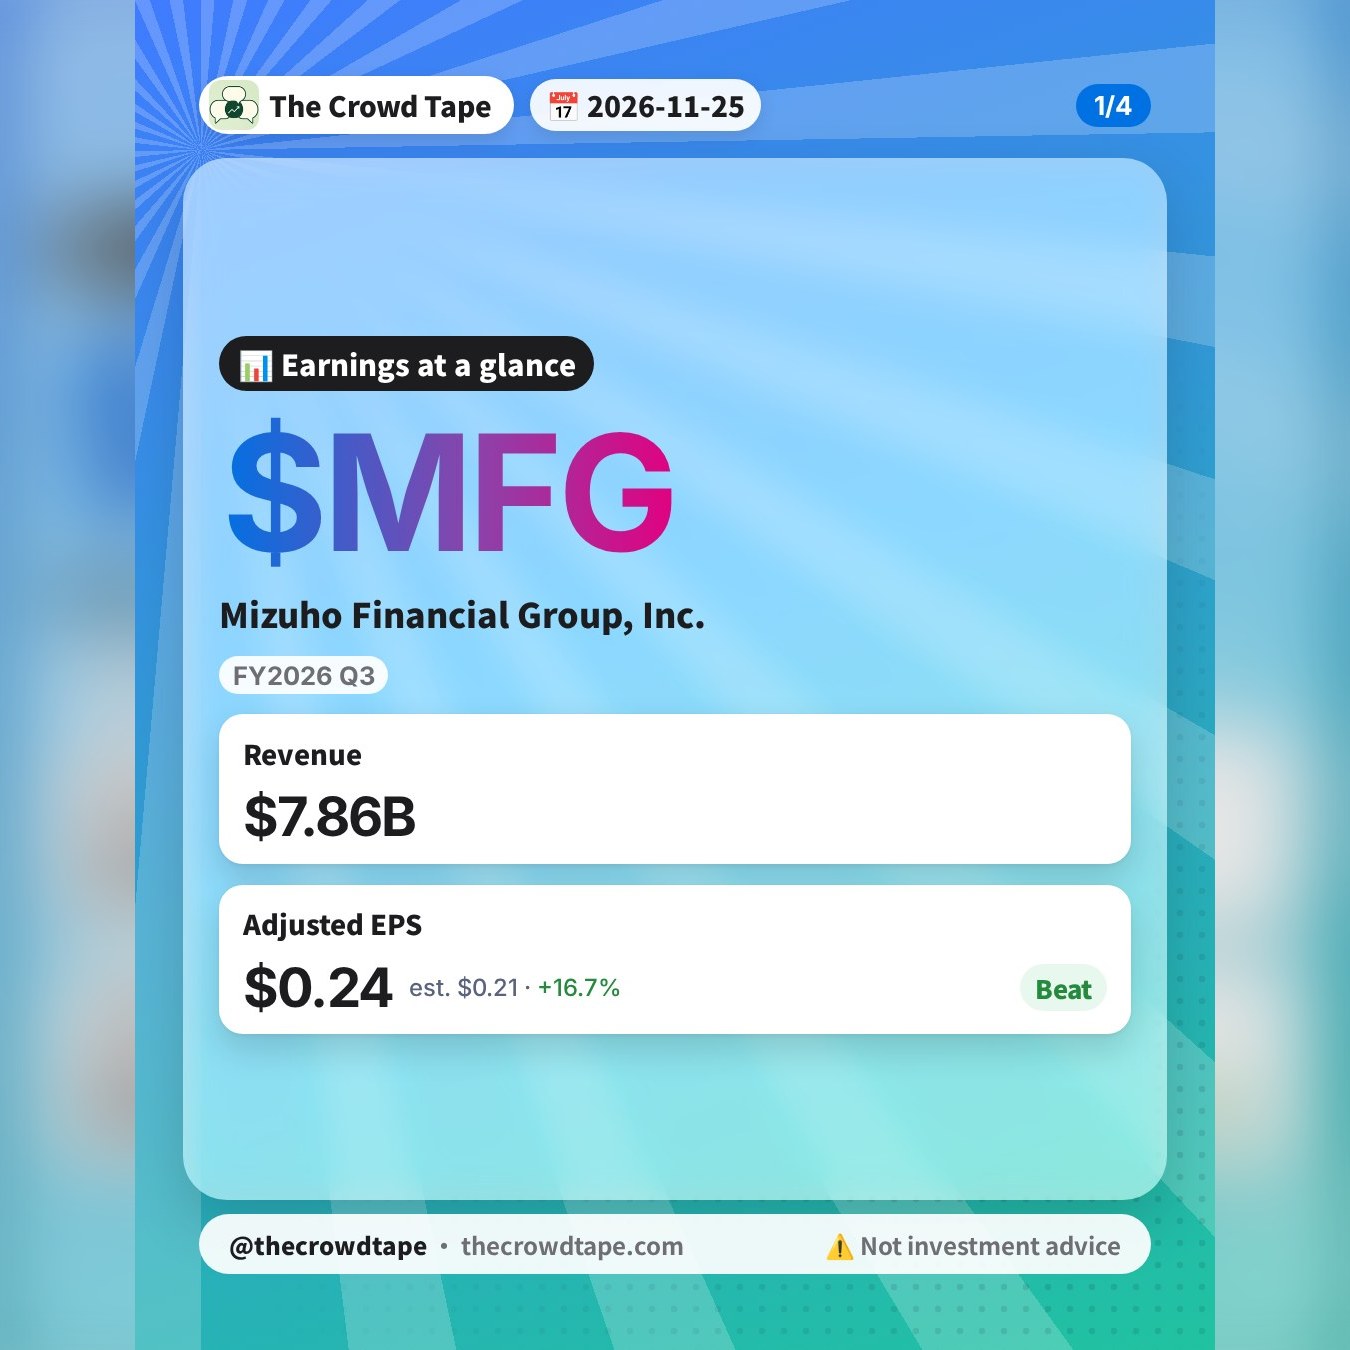 The Crowd Tape
📅 2026-11-25
1/4
📊 Earnings at a glance
$MFG
Mizuho Financial Group, Inc.
FY2026 Q3
Revenue
$7.86B
Adjusted EPS
$0.24 est. $0.21 · +16.7%
Beat
@thecrowdtape • thecrowdtape.com
⚠️ Not investment advice